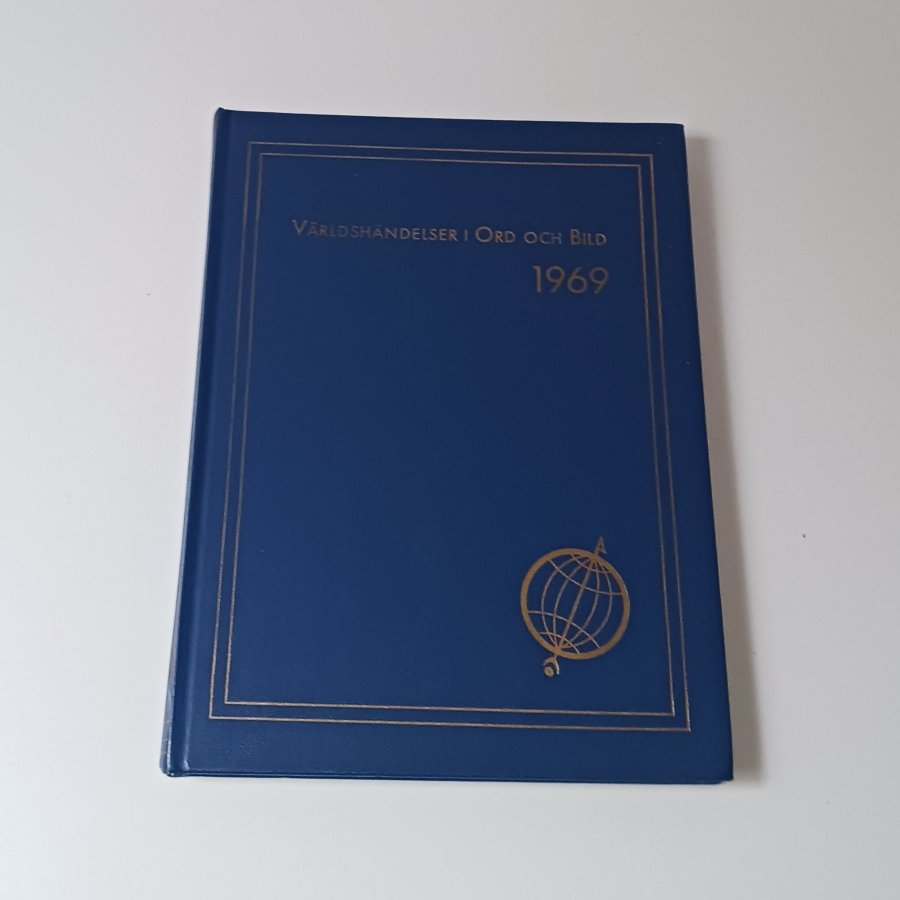 VÄRLDSHÄNDELSER I ORD OCH BILD
1969